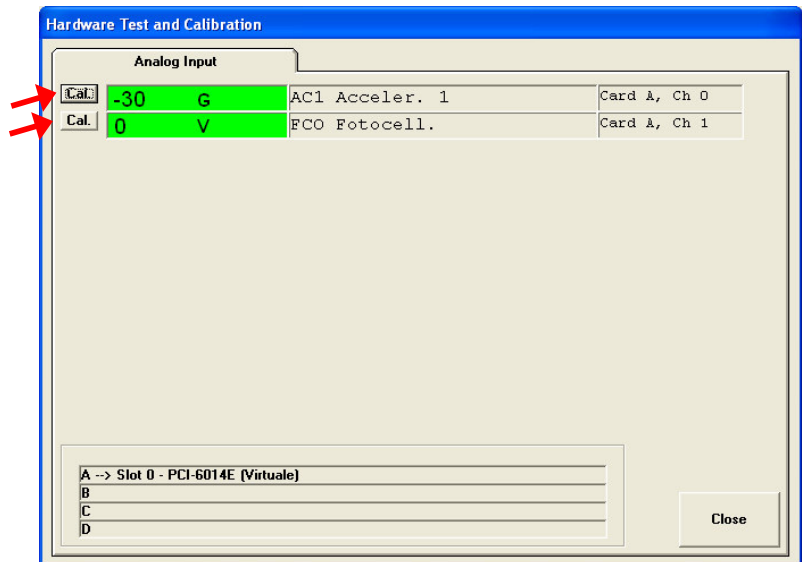 Hardware Test and Calibration
Analog Input
Cal. -30 G AC1 Acceler. 1 Card A, Ch 0
Cal. 0 V FCO Fotocell. Card A, Ch 1
A --> Slot 0 - PCI-6014E (Virtuale)
B
C
D
Close